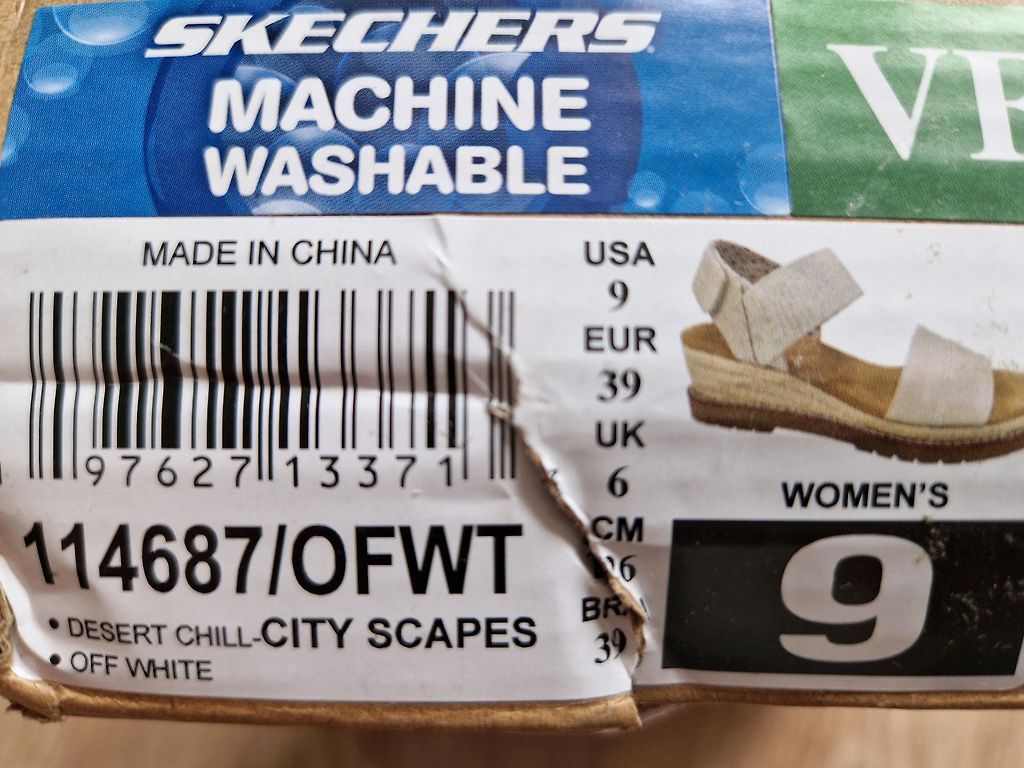 SKECHERS
MACHINE
WASHABLE
MADE IN CHINA
97627 13371
114687/OFWT
• DESERT CHILL-CITY SCAPES
• OFF WHITE
USA
9
EUR
39
UK
6
CM
39
WOMEN'S
9